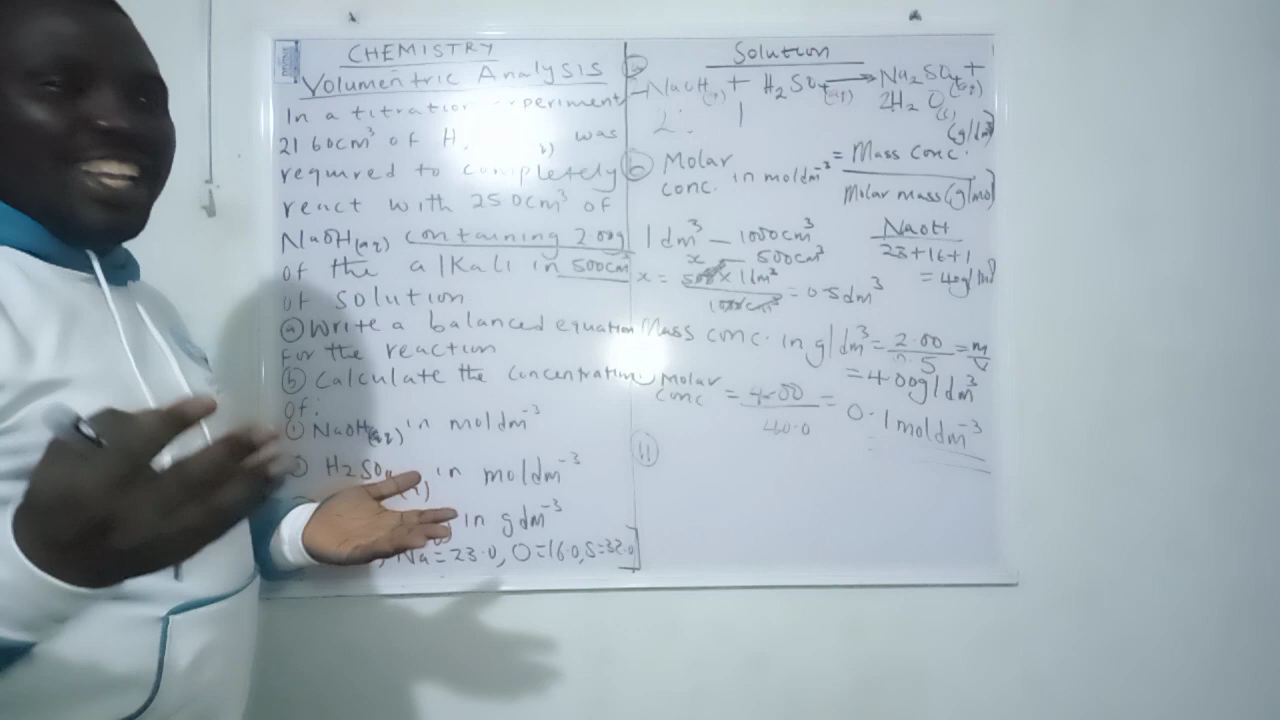 CHEMISTRY
Volumentric Analysis
In a titration experiment
21 60cm³ of H was
required to completely
react with 25 0cm³ of
NaOH(aq) containing 2.00g
of the alkali in 500cm³
of solution
(a) Write a balanced equation
For the reaction
(b) Calculate the concentration
of:
(i) NaOH(aq) in moldm⁻³
H₂SO₄ in moldm⁻³
in gdm⁻³
Na = 23.0, O = 16.0, S = 32.0]
Solution
(a)
NaOH(aq) + H₂SO₄(aq) → Na₂SO₄(aq) +
2H₂O(l)
2 : 1
(b) Molar conc. in moldm⁻³ = Mass conc. (g/dm³) / Molar mass (g/mol)
1dm³ — 1000cm³
x — 500cm³
x = 500 × 1dm³ / 1000cm³ = 0.5dm³
NaOH
23+16+1
= 40g/mol
Mass conc. in g/dm³ = 2.00 / 0.5 = m/v
= 4.00g/dm³
Molar conc = 4.00 / 40.0 = 0.1moldm⁻³
(ii)